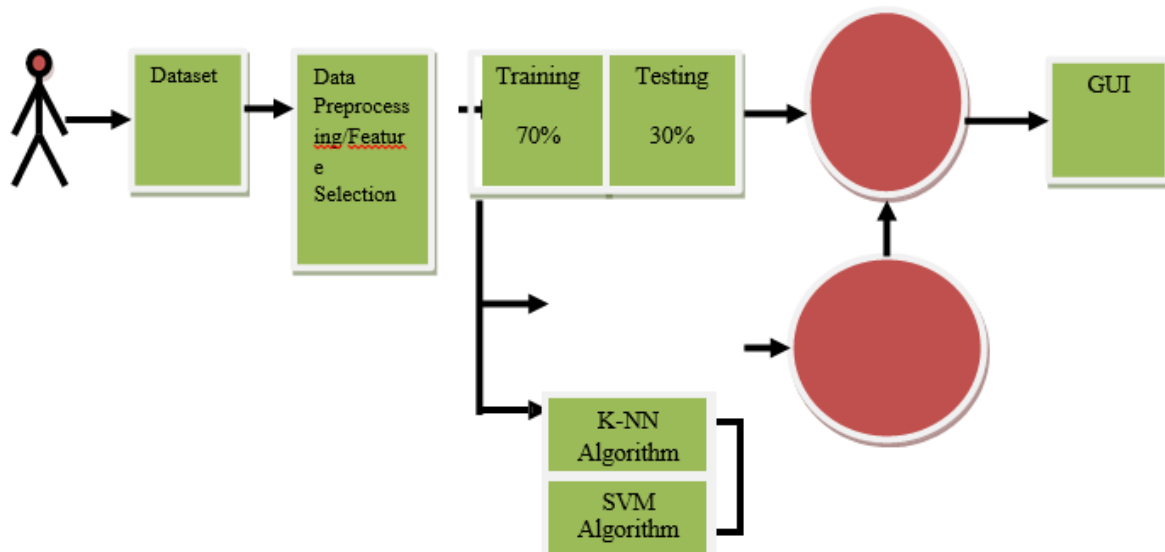 Dataset
Data
Preprocess
ing/Featur
e
Selection
Training
70%
Testing
30%
GUI
K-NN
Algorithm
SVM
Algorithm